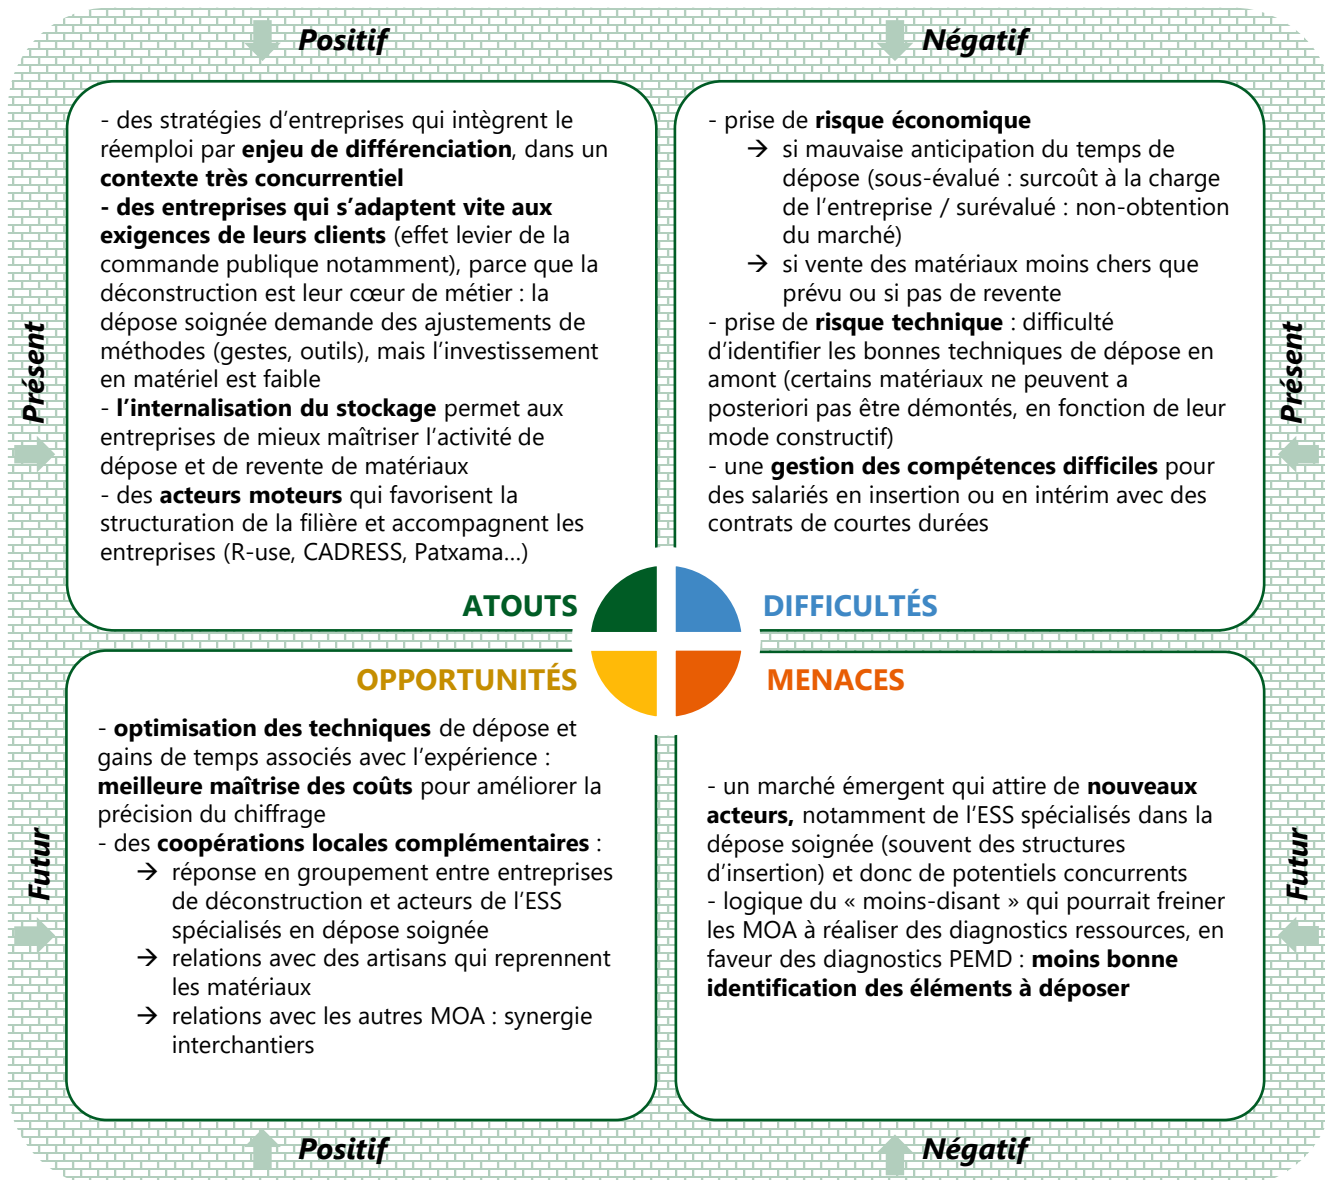 Positif
Négatif
Présent
Présent
- des stratégies d’entreprises qui intègrent le
réemploi par enjeu de différenciation, dans un
contexte très concurrentiel
- des entreprises qui s’adaptent vite aux
exigences de leurs clients (effet levier de la
commande publique notamment), parce que la
déconstruction est leur cœur de métier : la
dépose soignée demande des ajustements de
méthodes (gestes, outils), mais l’investissement
en matériel est faible
- l’internalisation du stockage permet aux
entreprises de mieux maîtriser l’activité de
dépose et de revente de matériaux
- des acteurs moteurs qui favorisent la
structuration de la filière et accompagnent les
entreprises (R-use, CADRESS, Patxama…)
ATOUTS
- prise de risque économique
→ si mauvaise anticipation du temps de
dépose (sous-évalué : surcoût à la charge
de l’entreprise / surévalué : non-obtention
du marché)
→ si vente des matériaux moins chers que
prévu ou si pas de revente
- prise de risque technique : difficulté
d’identifier les bonnes techniques de dépose en
amont (certains matériaux ne peuvent a
posteriori pas être démontés, en fonction de leur
mode constructif)
- une gestion des compétences difficiles pour
des salariés en insertion ou en intérim avec des
contrats de courtes durées
DIFFICULTÉS
OPPORTUNITÉS
- optimisation des techniques de dépose et
gains de temps associés avec l’expérience :
meilleure maîtrise des coûts pour améliorer la
précision du chiffrage
- des coopérations locales complémentaires :
→ réponse en groupement entre entreprises
de déconstruction et acteurs de l’ESS
spécialisés en dépose soignée
→ relations avec des artisans qui reprennent
les matériaux
→ relations avec les autres MOA : synergie
interchantiers
MENACES
- un marché émergent qui attire de nouveaux
acteurs, notamment de l’ESS spécialisés dans la
dépose soignée (souvent des structures
d’insertion) et donc de potentiels concurrents
- logique du « moins-disant » qui pourrait freiner
les MOA à réaliser des diagnostics ressources, en
faveur des diagnostics PEMD : moins bonne
identification des éléments à déposer
Futur
Futur
Positif
Négatif